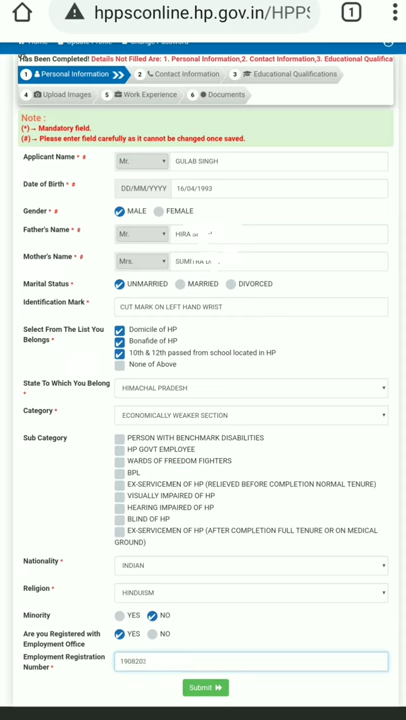 hppsconline.hp.gov.in/HPPS
1
Has Been Completed! Details Not Filled Are: 1. Personal Information,2. Contact Information,3. Educational Qualifica
1 Personal Information 2 Contact Information 3 Educational Qualifications
4 Upload Images 5 Work Experience 6 Documents
Note :
(*)→ Mandatory field.
(#)→ Please enter field carefully as it cannot be changed once saved.
Applicant Name * # Mr. GULAB SINGH
Date of Birth * # DD/MM/YYYY 16/04/1993
Gender * # MALE FEMALE
Father's Name * # Mr. HIRA
Mother's Name * # Mrs.
Marital Status * UNMARRIED MARRIED DIVORCED
Identification Mark * CUT MARK ON LEFT HAND WRIST
Select From The List You Belongs *
Domicile of HP
Bonafide of HP
10th & 12th passed from school located in HP
None of Above
State To Which You Belong * HIMACHAL PRADESH
Category * ECONOMICALLY WEAKER SECTION
Sub Category
PERSON WITH BENCHMARK DISABILITIES
HP GOVT EMPLOYEE
WARDS OF FREEDOM FIGHTERS
BPL
EX-SERVICEMEN OF HP (RELIEVED BEFORE COMPLETION NORMAL TENURE)
VISUALLY IMPAIRED OF HP
HEARING IMPAIRED OF HP
BLIND OF HP
EX-SERVICEMEN OF HP (AFTER COMPLETION FULL TENURE OR ON MEDICAL
GROUND)
Nationality * INDIAN
Religion * HINDUISM
Minority YES NO
Are you Registered with
Employment Office YES NO
Employment Registration
Number * 1908203
Submit